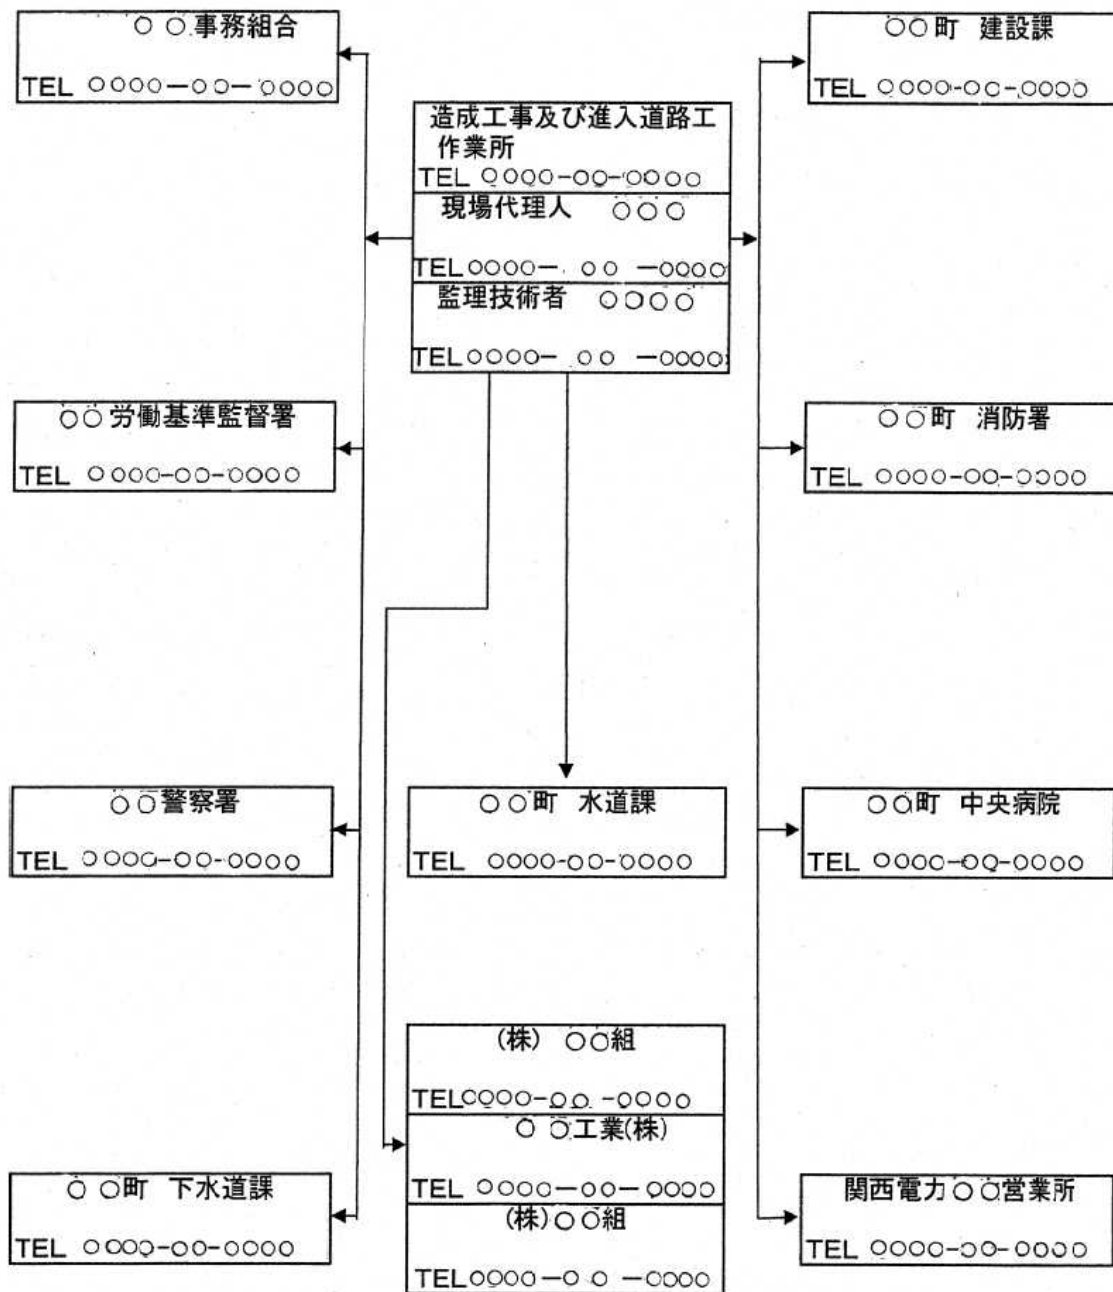 ○○事務組合
TEL ○○○○－○○－○○○○
○○町 建設課
TEL ○○○○-○○-○○○○
造成工事及び進入道路工
作業所
TEL ○○○○-○○-○○○○
現場代理人 ○○○
TEL○○○○－ ○○ －○○○○
監理技術者 ○○○○
TEL○○○○－ ○○ －○○○○
○○労働基準監督署
TEL ○○○○-○○-○○○○
○○町 消防署
TEL ○○○○-○○-○○○○
○○警察署
TEL ○○○○-○○-○○○○
○○町 水道課
TEL ○○○○-○○-○○○○
○○町 中央病院
TEL ○○○○-○○-○○○○
(株) ○○組
TEL○○○○-○○-○○○○
○○工業(株)
TEL ○○○○－○○－○○○○
(株)○○組
TEL○○○○－○○－○○○○
○○町 下水道課
TEL ○○○○-○○-○○○○
関西電力○○営業所
TEL ○○○○-○○-○○○○